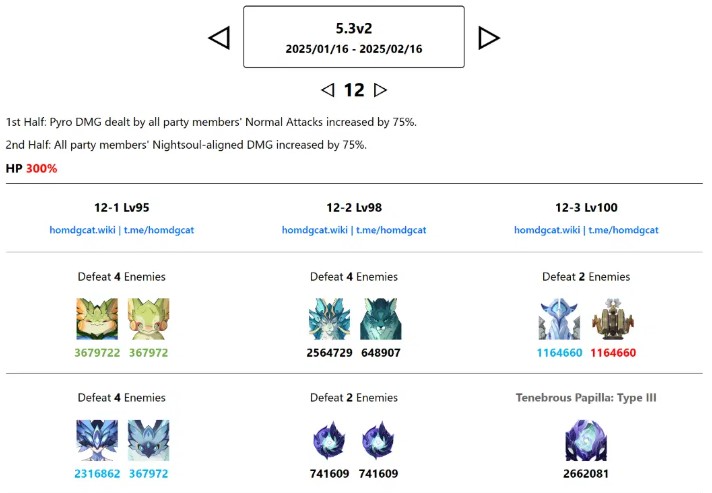 5.3v2
2025/01/16 - 2025/02/16
12
1st Half: Pyro DMG dealt by all party members' Normal Attacks increased by 75%.
2nd Half: All party members' Nightsoul-aligned DMG increased by 75%.
HP 300%
12-1 Lv95
homdgcat.wiki | t.me/homdgcat
12-2 Lv98
homdgcat.wiki | t.me/homdgcat
12-3 Lv100
homdgcat.wiki | t.me/homdgcat
Defeat 4 Enemies
3679722 367972
Defeat 4 Enemies
2564729 648907
Defeat 2 Enemies
1164660 1164660
Defeat 4 Enemies
2316862 367972
Defeat 2 Enemies
741609 741609
Tenebrous Papilla: Type III
2662081